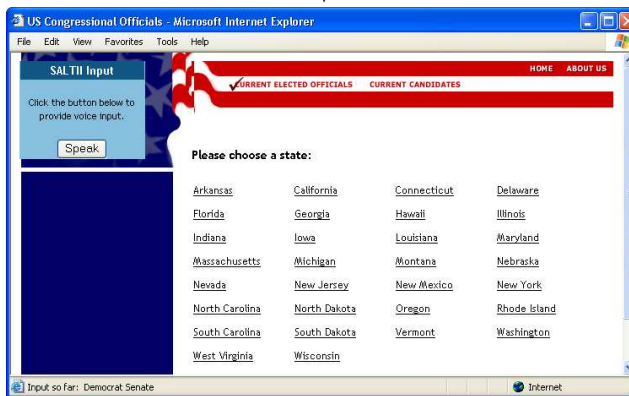 US Congressional Officials - Microsoft Internet Explorer
File Edit View Favorites Tools Help
SALTII Input
Click the button below to
provide voice input.
Speak
HOME ABOUT US
CURRENT ELECTED OFFICIALS CURRENT CANDIDATES
Please choose a state:
Arkansas California Connecticut Delaware
Florida Georgia Hawaii Illinois
Indiana Iowa Louisiana Maryland
Massachusetts Michigan Montana Nebraska
Nevada New Jersey New Mexico New York
North Carolina North Dakota Oregon Rhode Island
South Carolina South Dakota Vermont Washington
West Virginia Wisconsin
Input so far: Democrat Senate Internet